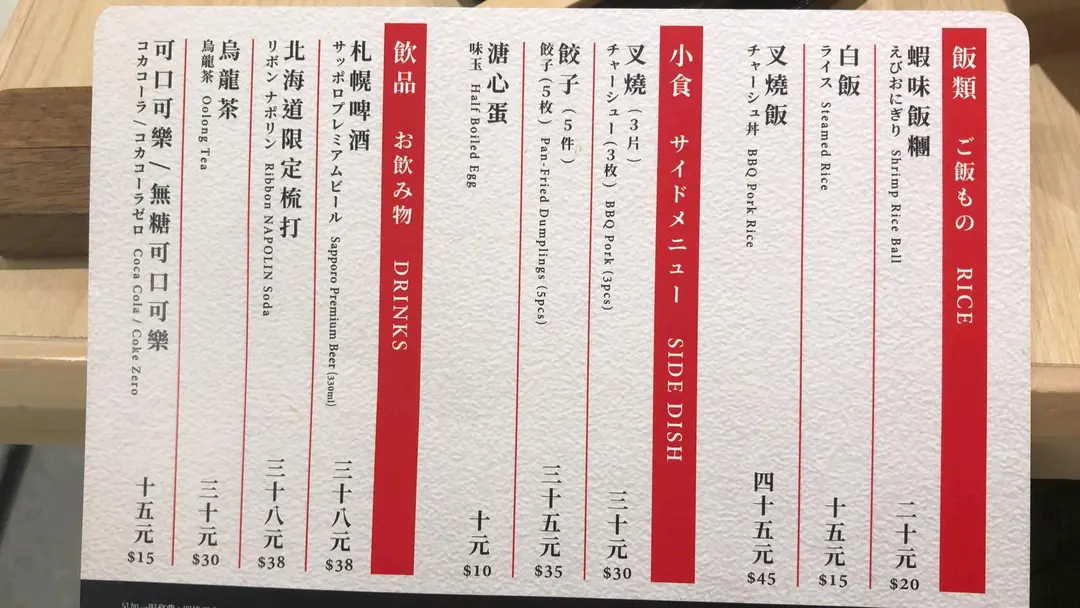 飯類 ご飯もの RICE
蝦味飯糰
えびおにぎり Shrimp Rice Ball
二十元
$20
白飯
ライス Steamed Rice
十五元
$15
叉燒飯
チャーシュ丼 BBQ Pork Rice
四十五元
$45
小食 サイドメニュー SIDE DISH
叉燒（3片）
チャーシュー（3枚）BBQ Pork (3pcs)
三十元
$30
餃子（5件）
餃子（5枚）Pan-Fried Dumplings (5pcs)
三十五元
$35
溏心蛋
味玉 Half Boiled Egg
十元
$10
飲品 お飲み物 DRINKS
札幌啤酒
サッポロプレミアムビール Sapporo Premium Beer (330ml)
三十八元
$38
北海道限定梳打
リボン ナポリン Ribbon NAPOLIN Soda
三十八元
$38
烏龍茶
烏龍茶 Oolong Tea
三十元
$30
可口可樂/無糖可口可樂
コカコーラ/コカコーラゼロ Coca Cola / Coke Zero
十五元
$15